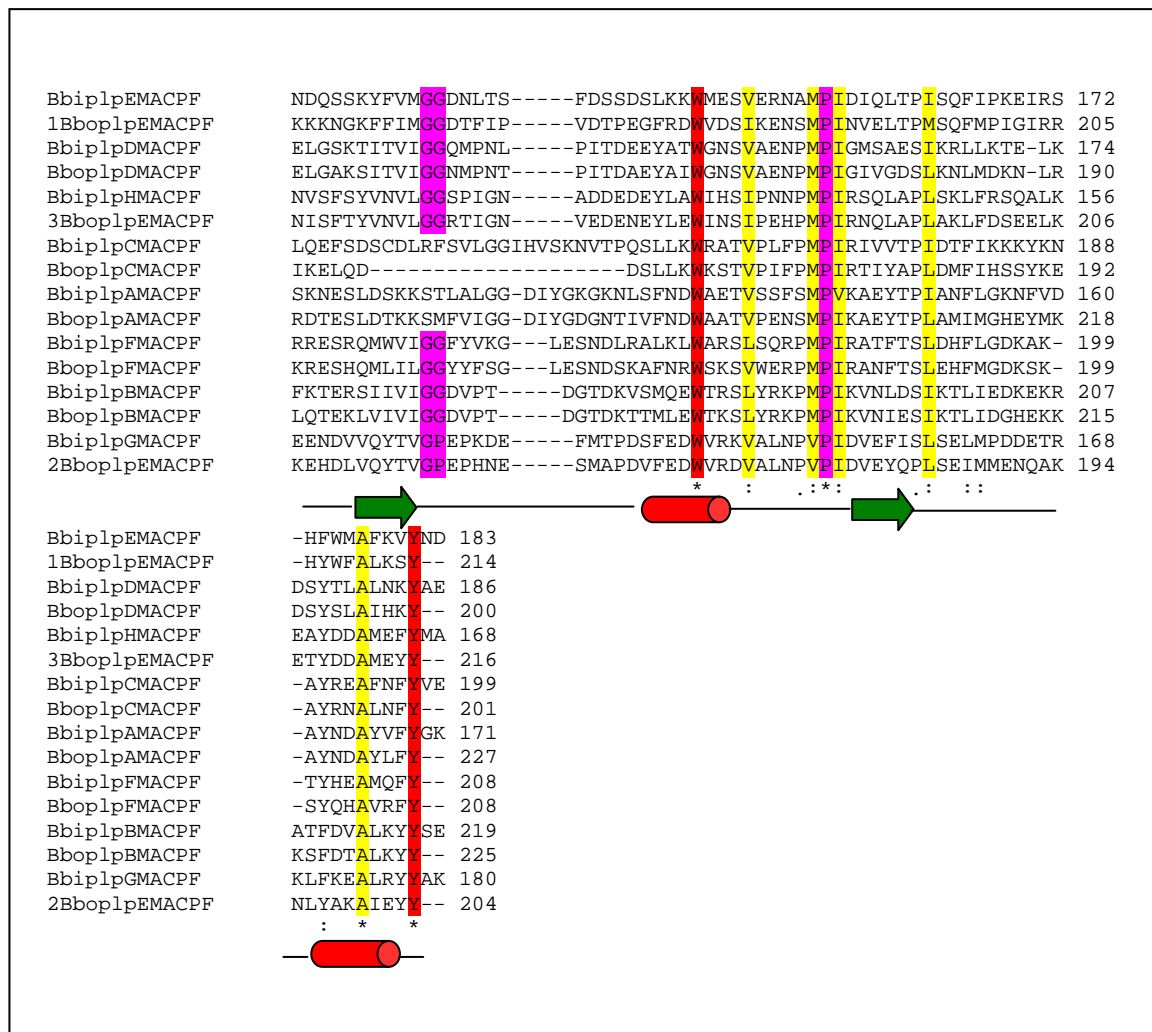 BbiplpEMACPF NDQSSKYFVMGGDNLTS-----FDSSDSLKKWMESVERNAMPIDIQLTPISQFIPKEIRS 172
1BboplpEMACPF KKKNGKFFIMGGDTFIP-----VDTPEGFRDWVDSIKENSMPINVELTPMSQFMPIGIRR 205
BbiplpDMACPF ELGSKTITVIGGQMPNL-----PITDEEYATWGNSVAENPMPIGMSAESIKRLLKTE-LK 174
BboplpDMACPF ELGAKSITVIGGNMPNT-----PITDAEYAIWGNSVAENPMPIGIVGDSLKNLMDKN-LR 190
BbiplpHMACPF NVSFSYVNVLGGSPIGN-----ADDEDEYLAWIHSIPNNPMPIRSQLAPLSKLFRSQALK 156
3BboplpEMACPF NISFTYVNVLGGRTIGN-----VEDENEYLEWINSIPEHPMPIRNQLAPLAKLFDSEELK 206
BbiplpCMACPF LQEFSDSCDLRFSVLGGIHVSKNVTPQSLLKWRATVPLFPMPIRIVVTPIDTFIKKKYKN 188
BboplpCMACPF IKELQD--------------------DSLLKWKSTVPIFPMPIRTIYAPLDMFIHSSYKE 192
BbiplpAMACPF SKNESLDSKKSTLALGG-DIYGKGKNLSFNDWAETVSSFSMPVKAEYTPIANFLGKNFVD 160
BboplpAMACPF RDTESLDTKKSMFVIGG-DIYGDGNTIVFNDWAATVPENSMPIKAEYTPLAMIMGHEYMK 218
BbiplpFMACPF RRESRQMWVIGGFYVKG---LESNDLRALKLWARSLSQRPMPIRATFTSLDHFLGDKAK- 199
BboplpFMACPF KRESHQMLILGGYYFSG---LESNDSKAFNRWSKSVWERPMPIRANFTSLEHFMGDKSK- 199
BbiplpBMACPF FKTERSIIVIGGDVPT----DGTDKVSMQEWTRSLYRKPMPIKVNLDSIKTLIEDKEKR 207
BboplpBMACPF LQTEKLVIVIGGDVPT----DGTDKTTMLEWTKSLYRKPMPIKVNIESIKTLIDGHEKK 215
BbiplpGMACPF EENDVVQYTVGPEPKDE-----FMTPDSFEDWVRKVALNPVPIDVEFISLSELMPDDETR 168
2BboplpEMACPF KEHDLVQYTVGPEPHNE-----SMAPDVFEDWVRDVALNPVPIDVEYQPLSEIMMENQAK 194
* : .:*: .: ::
BbiplpEMACPF -HFWMAFKVYND 183
1BboplpEMACPF -HYWFALKSY-- 214
BbiplpDMACPF DSYTLALNKYAE 186
BboplpDMACPF DSYSLAIHKY-- 200
BbiplpHMACPF EAYDDAMEFYMA 168
3BboplpEMACPF ETYDDAMEYY-- 216
BbiplpCMACPF -AYREAFNFYVE 199
BboplpCMACPF -AYRNALNFY-- 201
BbiplpAMACPF -AYNDAYVFYGK 171
BboplpAMACPF -AYNDAYLFY-- 227
BbiplpFMACPF -TYHEAMQFY-- 208
BboplpFMACPF -SYQHAVRFY-- 208
BbiplpBMACPF ATFDVALKYYSE 219
BboplpBMACPF KSFDTALKYY-- 225
BbiplpGMACPF KLFKEALRYYAK 180
2BboplpEMACPF NLYAKAIEYY-- 204
: * *